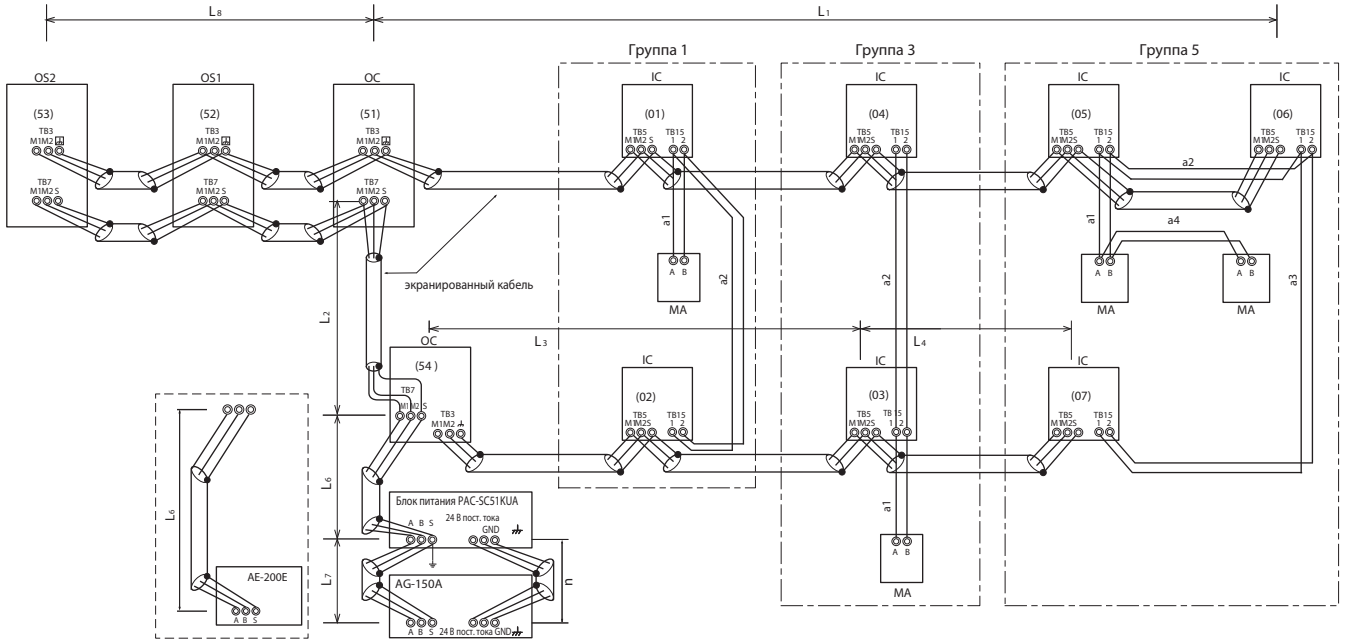 L8
L1
Группа 1
Группа 3
Группа 5
OS2
OS1
OC
IC
IC
IC
IC
(53)
(52)
(51)
(01)
(04)
(05)
(06)
TB3
TB3
TB3
TB5
TB15
TB5
TB15
TB5
TB15
TB5
TB15
M1M2
M1M2
M1M2
M1M2S
1 2
M1M2S
1 2
M1M2S
1 2
M1M2S
1 2
a2
TB7
TB7
TB7
M1M2 S
M1M2 S
M1M2 S
a1
a2
a2
a1
a4
a3
A B
A B
A B
MA
MA
MA
экранированный кабель
L2
L3
L4
OC
IC
IC
IC
(54 )
(02)
(03)
(07)
TB7
TB5
TB15
TB5
TB 15
TB5
TB15
M1 M2 S
TB3
M1M2
M1M2S
1 2
M1M2S
1 2
M1M2S
1 2
L6
L6
a1
Блок питания PAC-SC51KUA
A B S
24 В пост. тока
GND
A B
MA
L7
n
AE-200E
A B S
AG-150A
A B S
24 В пост. тока GND